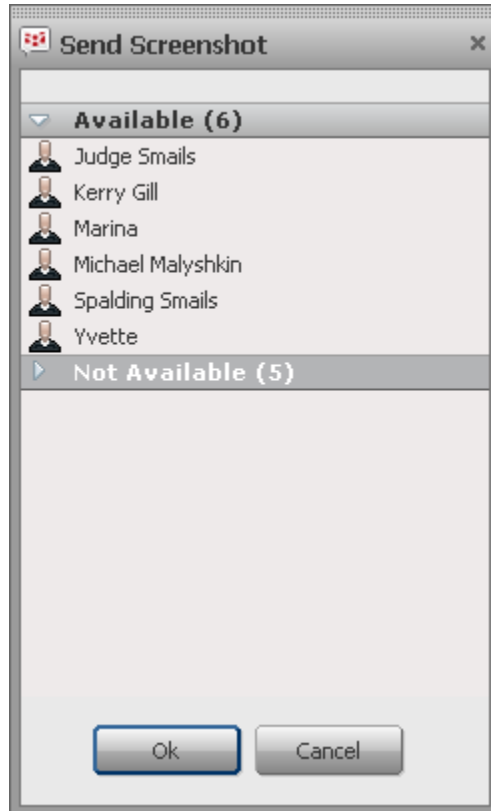 Send Screenshot
Available (6)
Judge Smails
Kerry Gill
Marina
Michael Malyshkin
Spalding Smails
Yvette
Not Available (5)
Ok Cancel